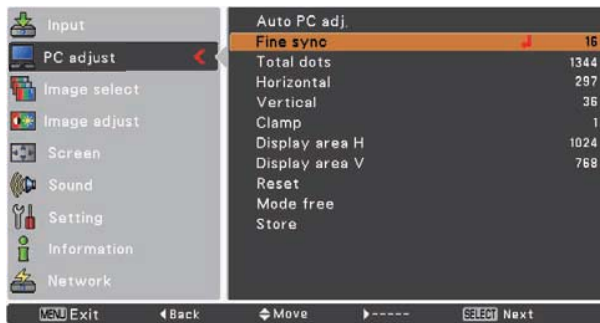 Input
PC adjust
Image select
Image adjust
Screen
Sound
Setting
Information
Network
Auto PC adj.
Fine sync 16
Total dots 1344
Horizontal 297
Vertical 36
Clamp 1
Display area H 1024
Display area V 768
Reset
Mode free
Store
MENU Exit Back Move ----- SELECT Next